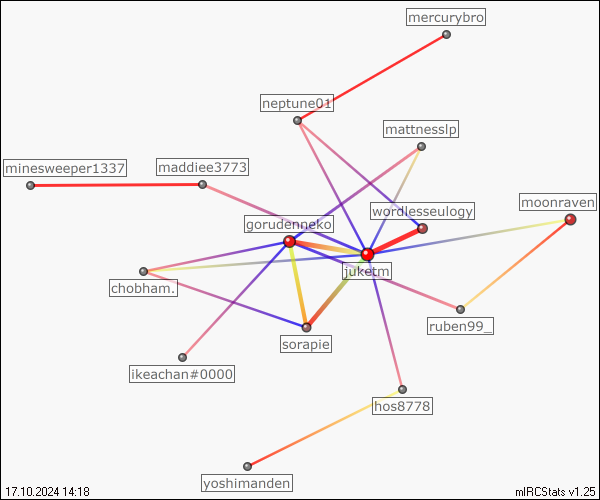 mercurybro
neptune01
mattnesslp
minesweeper1337
maddiee3773
moonraven
wordlesseulogy
gorudenneko
juketm
chobham.
ruben99_
sorapie
ikeachan#0000
hos8778
yoshimanden
17.10.2024 14:18
mIRCStats v1.25